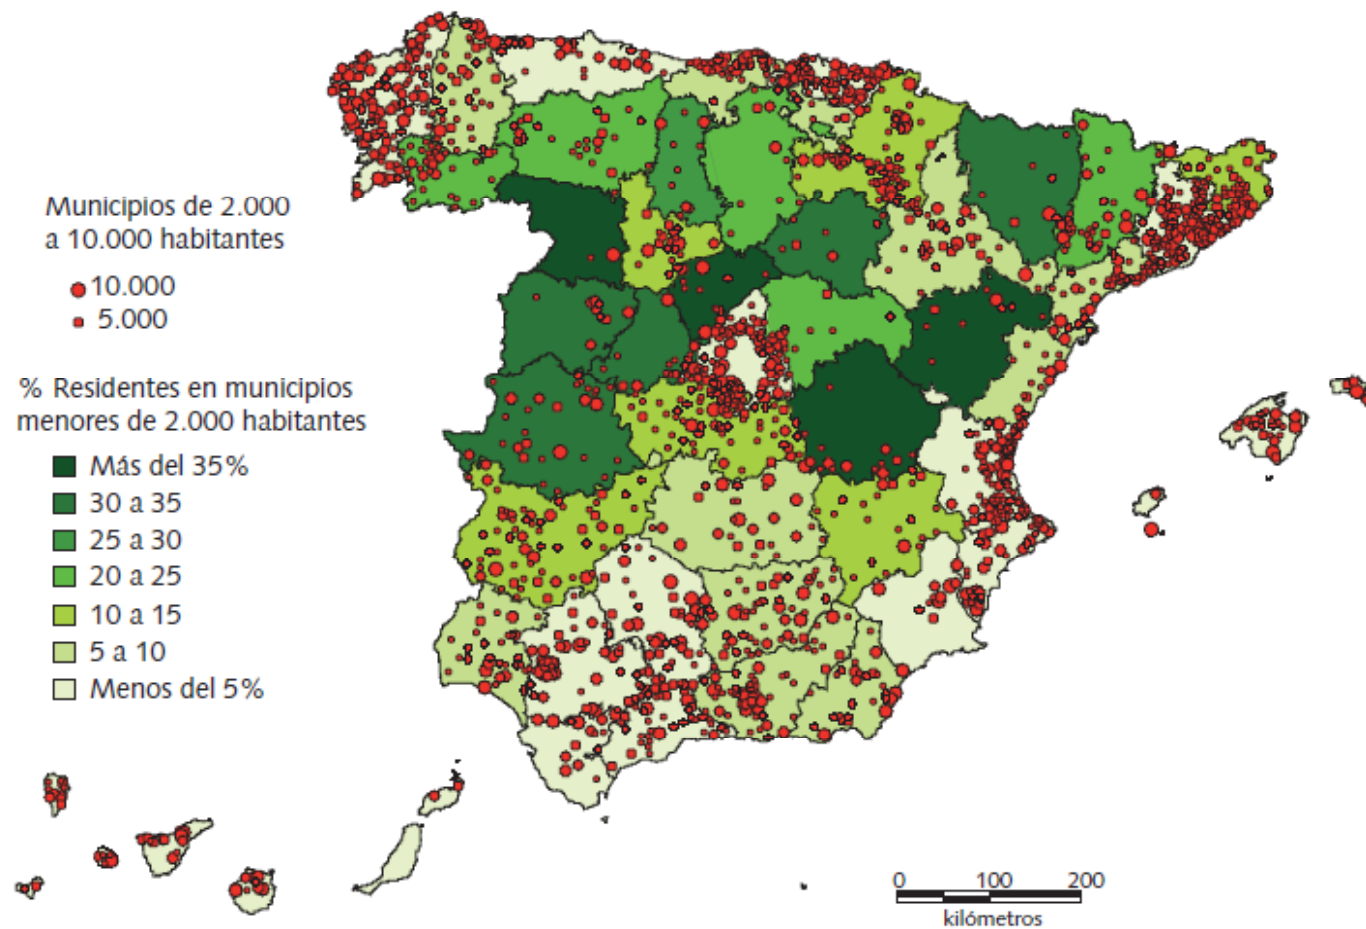 Municipios de 2.000
a 10.000 habitantes
10.000
5.000
% Residentes en municipios
menores de 2.000 habitantes
Más del 35%
30 a 35
25 a 30
20 a 25
10 a 15
5 a 10
Menos del 5%
0 100 200
kilómetros